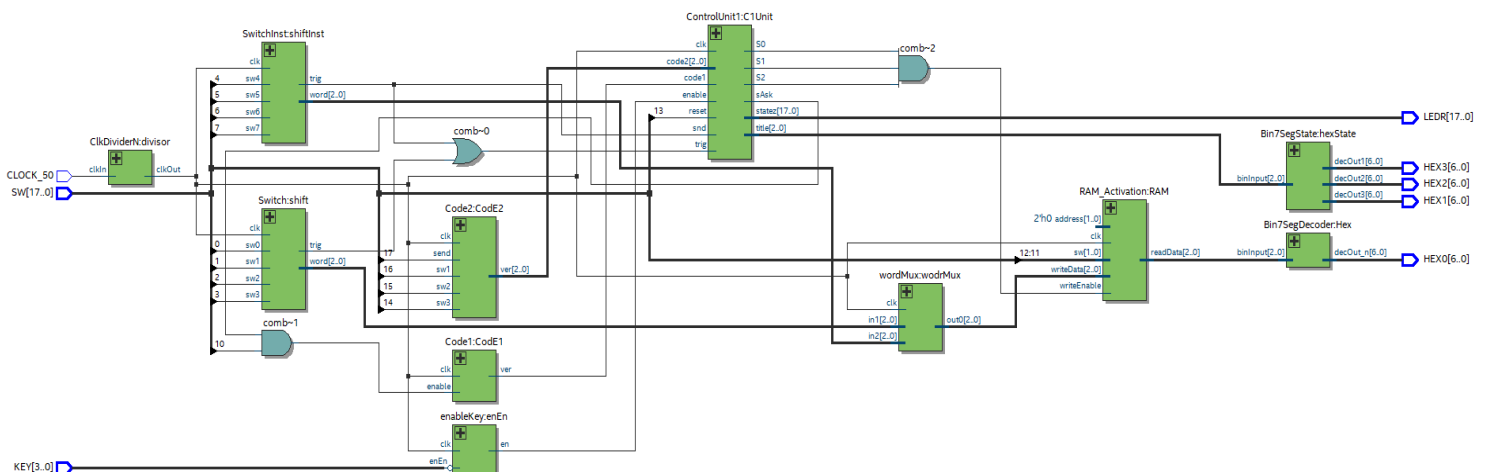 ControlUnit1:C1Unit
clk
code2[2..0]
code1
enable
reset
snd
trig
S0
S1
S2
sAsk
statez[17..0]
title[2..0]
13
comb~2
SwitchInst:shiftInst
clk
sw4
sw5
sw6
sw7
4
5
6
7
trig
word[2..0]
ClkDividerN:divisor
clkIn
clkOut
CLOCK_50
SW[17..0]
comb~0
LEDR[17..0]
Bin7SegState:hexState
binInput[2..0]
decOut1[6..0]
decOut2[6..0]
decOut3[6..0]
HEX3[6..0]
HEX2[6..0]
HEX1[6..0]
Switch:shift
clk
sw0
sw1
sw2
sw3
0
1
2
3
trig
word[2..0]
Code2:CodE2
clk
send
sw1
sw2
sw3
17
16
15
14
ver[2..0]
RAM_Activation:RAM
2'h0 address[1..0]
clk
12:11
sw[1..0]
writeData[2..0]
writeEnable
readData[2..0]
Bin7SegDecoder:Hex
binInput[2..0]
decOut_n[6..0]
HEX0[6..0]
wordMux:wodrMux
clk
in1[2..0]
in2[2..0]
out0[2..0]
comb~1
10
Code1:CodE1
clk
enable
ver
enableKey:enEn
clk
enEn
en
KEY[3..0]